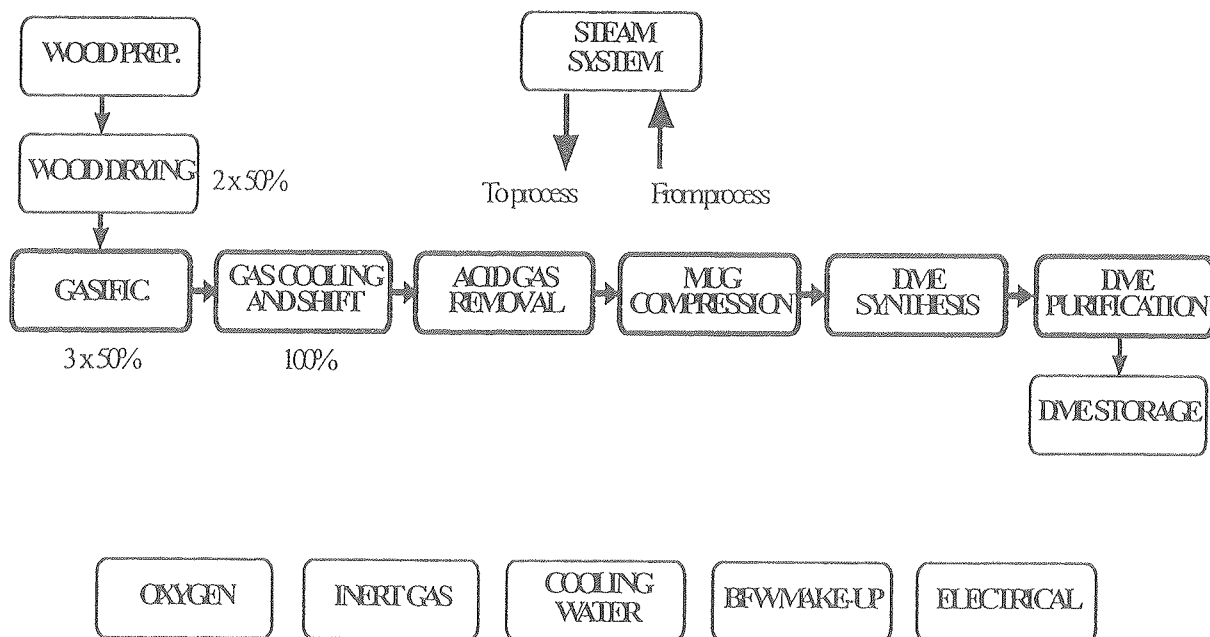 WOOD PREP.
STEAM
SYSTEM
WOOD DRYING
2 x 50%
To process
From process
GASIFIC.
GAS COOLING
AND SHIFT
ACID GAS
REMOVAL
MUG
COMPRESSION
DME
SYNTHESIS
DME
PURIFICATION
3 x 50%
100%
DME STORAGE
OXYGEN
INERT GAS
COOLING
WATER
BFW MAKE-UP
ELECTRICAL